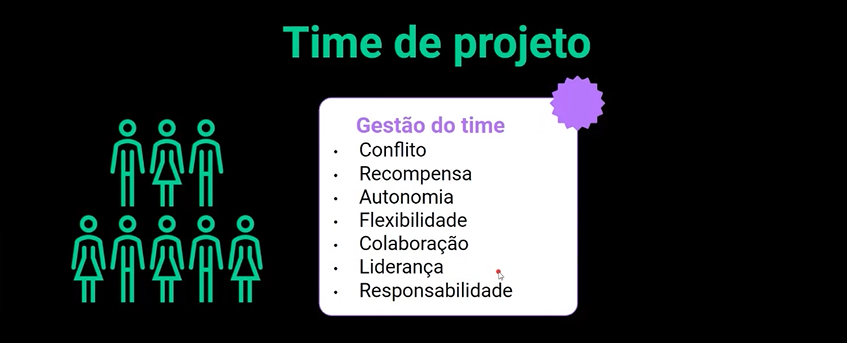 Time de projeto
Gestão do time
• Conflito
• Recompensa
• Autonomia
• Flexibilidade
• Colaboração
• Liderança
• Responsabilidade